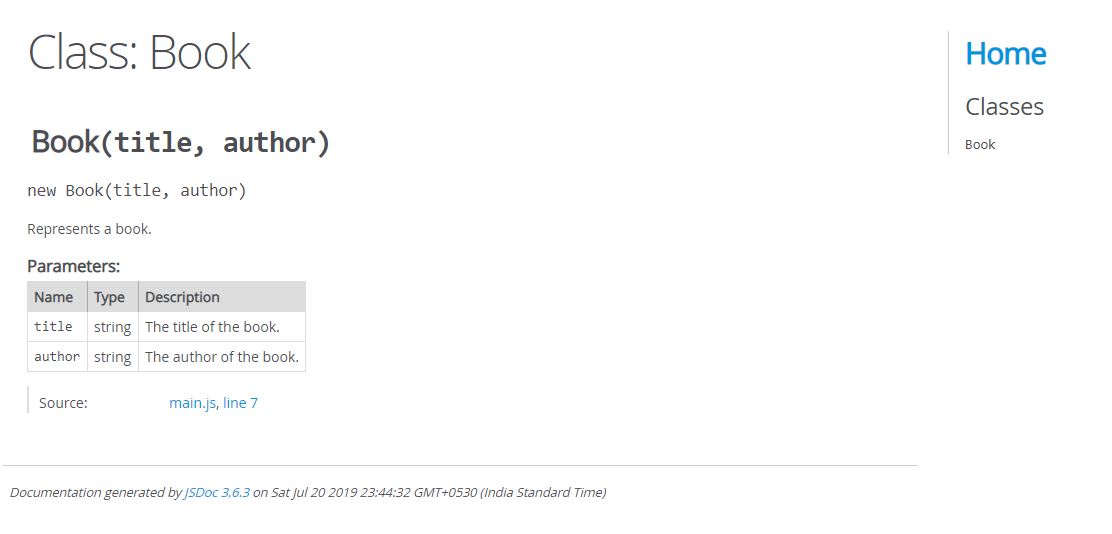 Class: Book
Book(title, author)
new Book(title, author)
Represents a book.
Parameters:
Name Type Description
title string The title of the book.
author string The author of the book.
Source: main.js, line 7
Documentation generated by JSDoc 3.6.3 on Sat Jul 20 2019 23:44:32 GMT+0530 (India Standard Time)
Home
Classes
Book